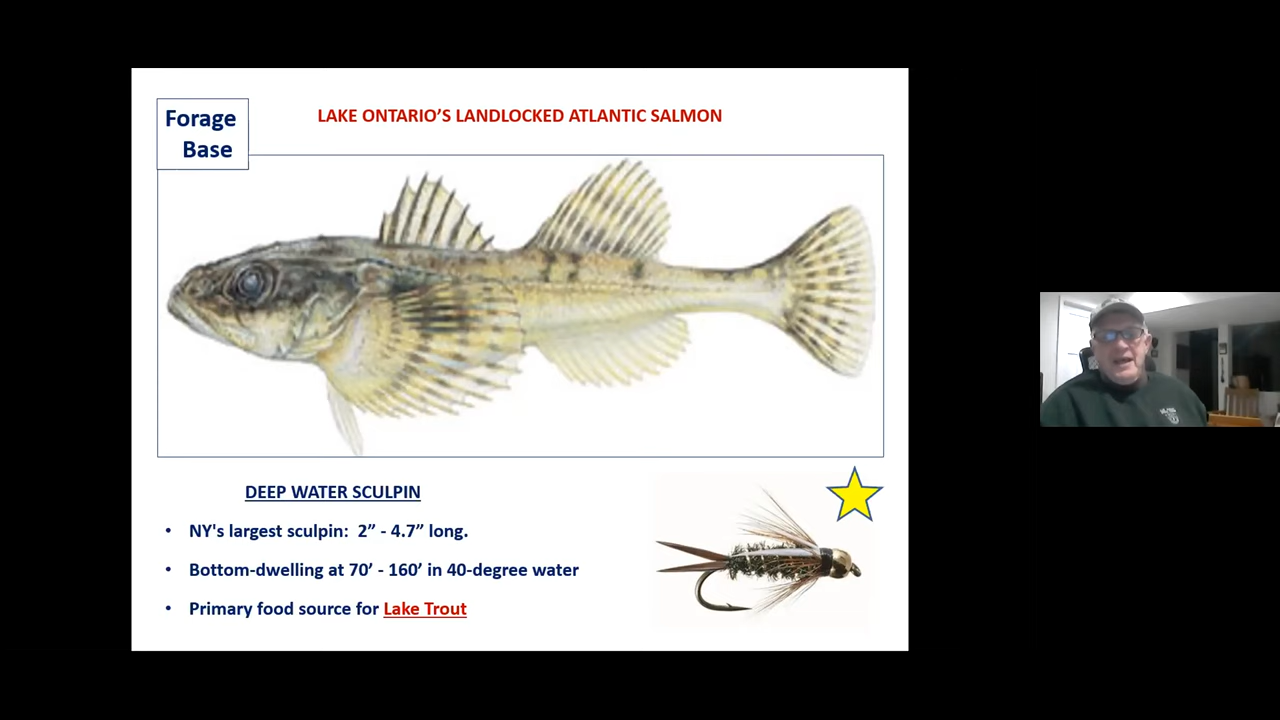 Forage
Base
LAKE ONTARIO’S LANDLOCKED ATLANTIC SALMON
DEEP WATER SCULPIN
• NY's largest sculpin: 2” - 4.7” long.
• Bottom-dwelling at 70’ - 160’ in 40-degree water
• Primary food source for Lake Trout